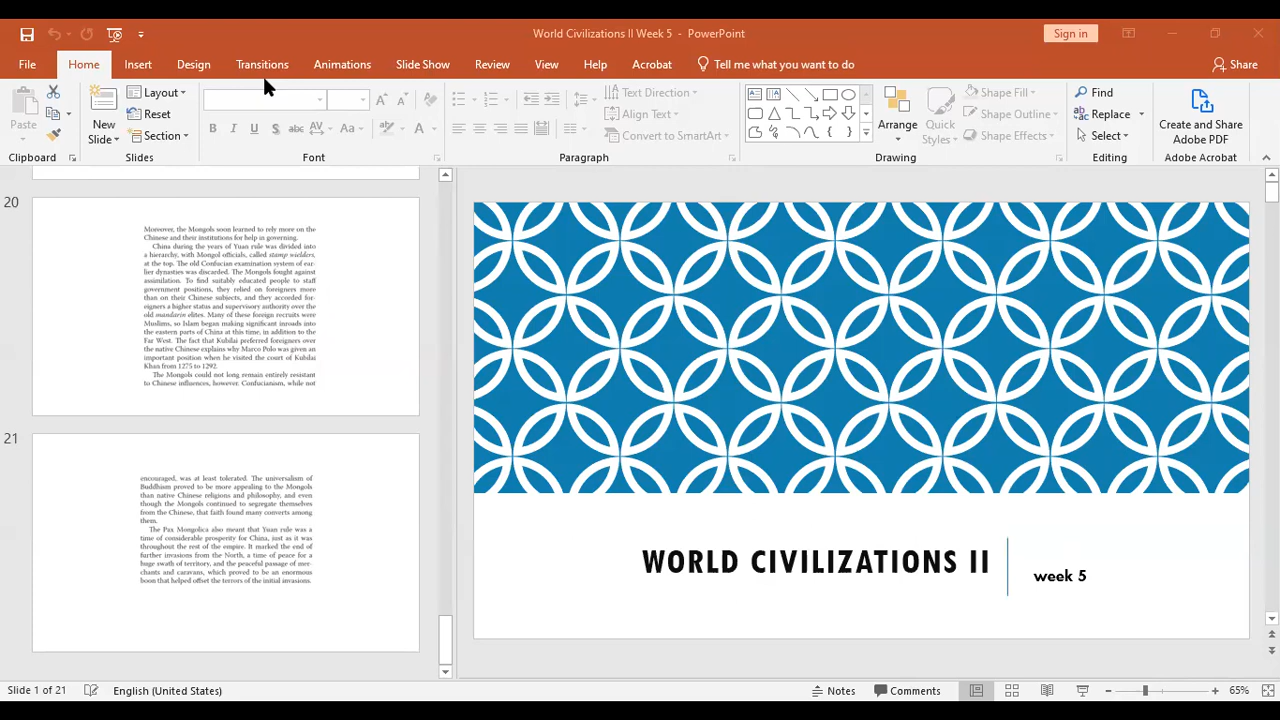 World Civilizations II Week 5 - PowerPoint
Sign in
File
Home
Insert
Design
Transitions
Animations
Slide Show
Review
View
Help
Acrobat
Tell me what you want to do
Share
Paste
Clipboard
New
Slide
Layout
Reset
Section
Slides
B I U S abc AV Aa A
Font
Text Direction
Align Text
Convert to SmartArt
Paragraph
Arrange
Quick
Styles
Shape Fill
Shape Outline
Shape Effects
Drawing
Find
Replace
Select
Editing
Create and Share
Adobe PDF
Adobe Acrobat
20
Moreover, the Mongols soon learned to rely more on the
Chinese and their institutions for help in governing.
China during the years of Yuan rule was divided into
a hierarchy, with Mongol officials, called stamp wielders,
at the top. The old Confucian examination system of ear-
lier dynasties was discarded. The Mongols fought against
assimilation. To find suitably educated people to staff
government positions, they relied on foreigners more
than on their Chinese subjects, and they accorded for-
eigners a higher status and supervisory authority over the
old mandarin elites. Many of these foreign recruits were
Muslims, so Islam began making significant inroads into
the eastern parts of China at this time, in addition to the
Far West. The fact that Kubilai preferred foreigners over
the native Chinese explains why Marco Polo was given an
important position when he visited the court of Kubilai
Khan from 1275 to 1292.
The Mongols could not long remain entirely resistant
to Chinese influences, however. Confucianism, while not
21
encouraged, was at least tolerated. The universalism of
Buddhism proved to be more appealing to the Mongols
than native Chinese religions and philosophy, and even
though the Mongols continued to segregate themselves
from the Chinese, that faith found many converts among
them.
The Pax Mongolica also meant that Yuan rule was a
time of considerable prosperity for China, just as it was
throughout the rest of the empire. It marked the end of
further invasions from the North, a time of peace for a
huge swath of territory, and the peaceful passage of mer-
chants and caravans, which proved to be an enormous
boon that helped offset the terrors of the initial invasions.
WORLD CIVILIZATIONS II
week 5
Slide 1 of 21
English (United States)
Notes
Comments
65%